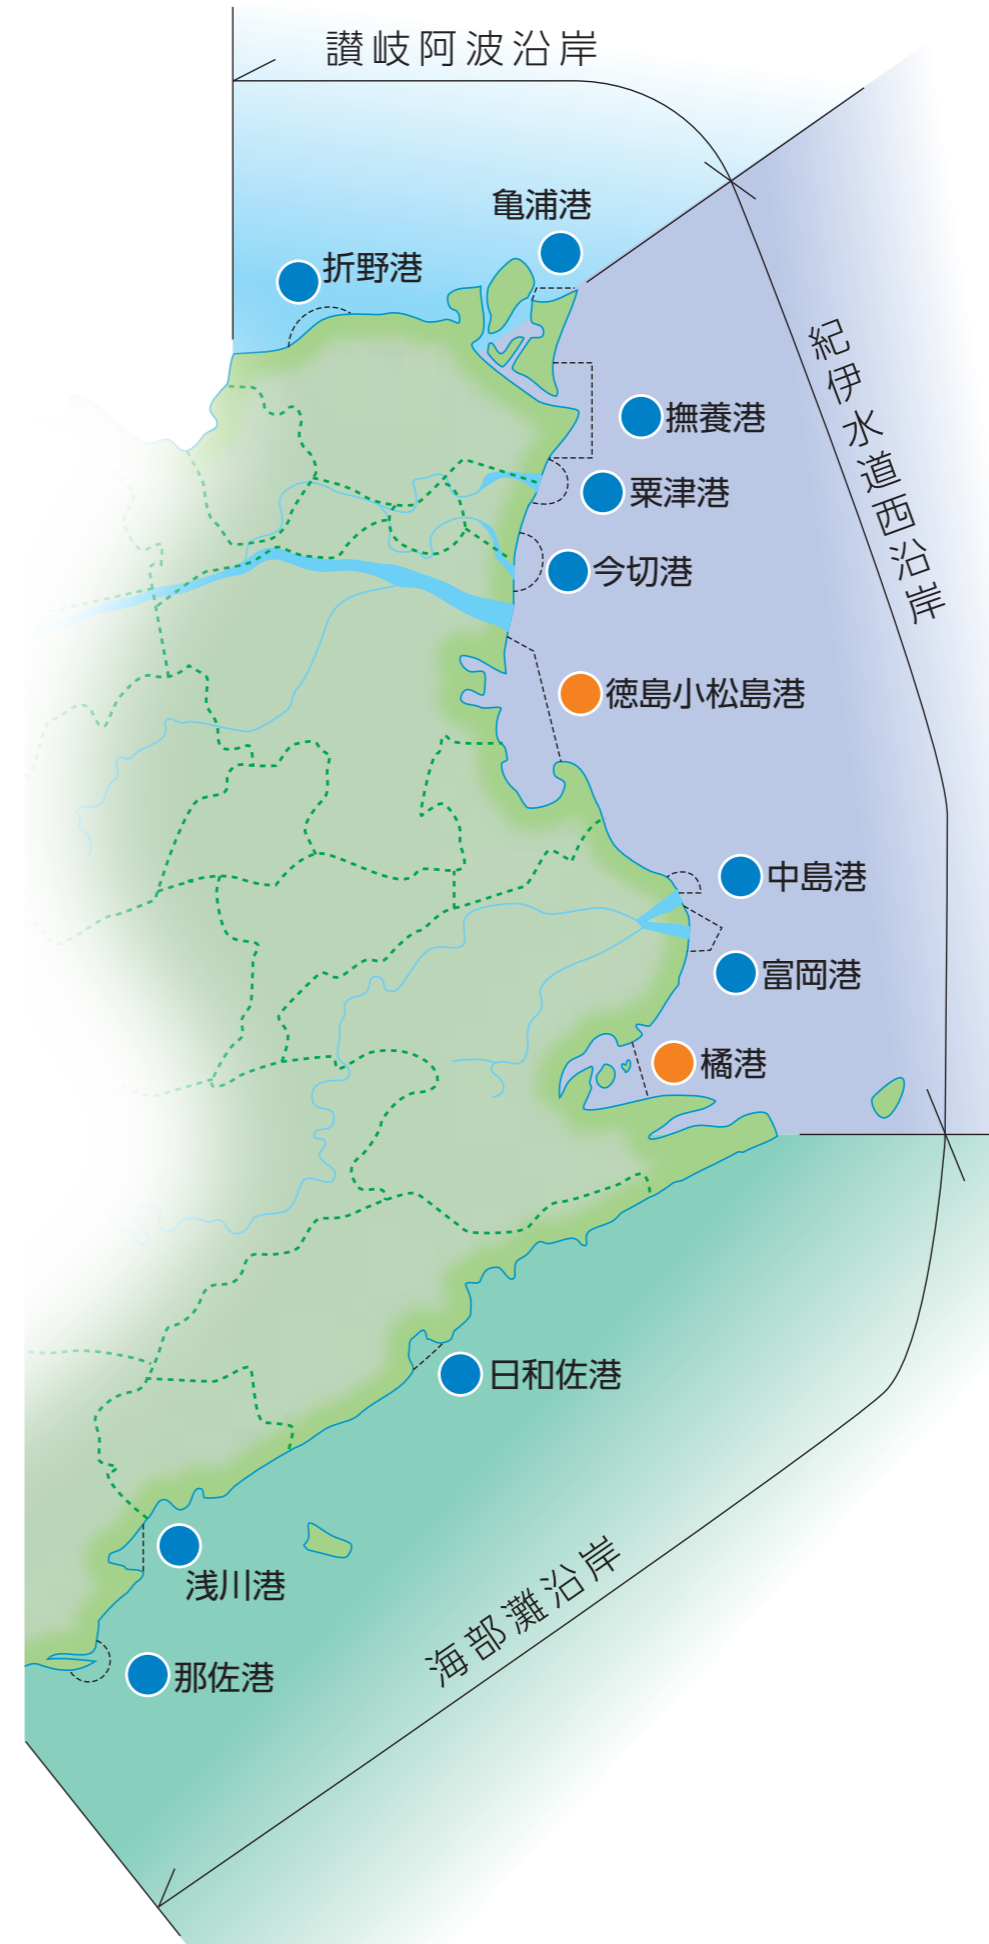 讃岐阿波沿岸
亀浦港
折野港
紀伊水道西沿岸
撫養港
粟津港
今切港
徳島小松島港
中島港
富岡港
橘港
日和佐港
浅川港
海部灘沿岸
那佐港